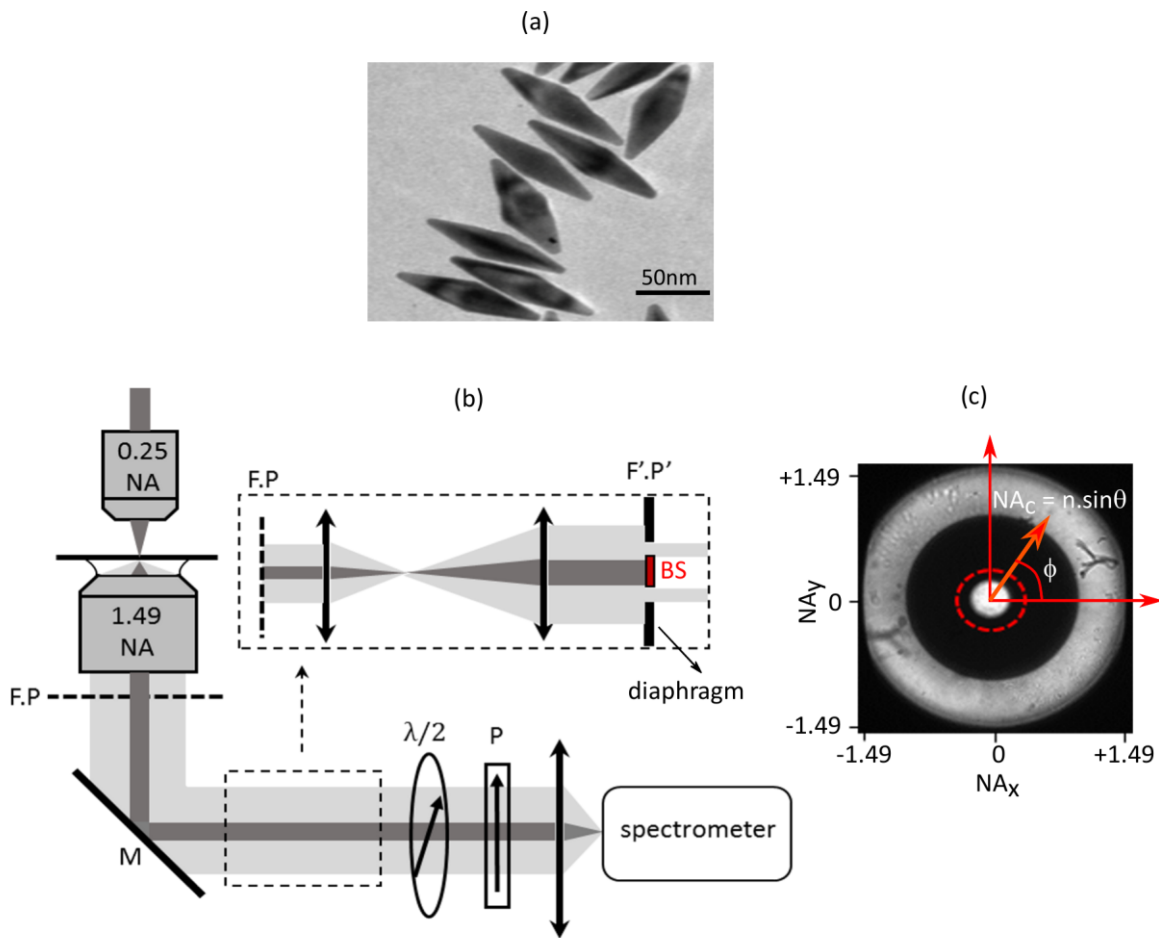 (a)
50nm
(b)
(c)
0.25
NA
1.49
NA
F.P
F.P
F'.P'
BS
diaphragm
M
λ/2
P
spectrometer
+1.49
NA_C = n.sinθ
ϕ
NA_y
0
-1.49
-1.49
0
+1.49
NA_x